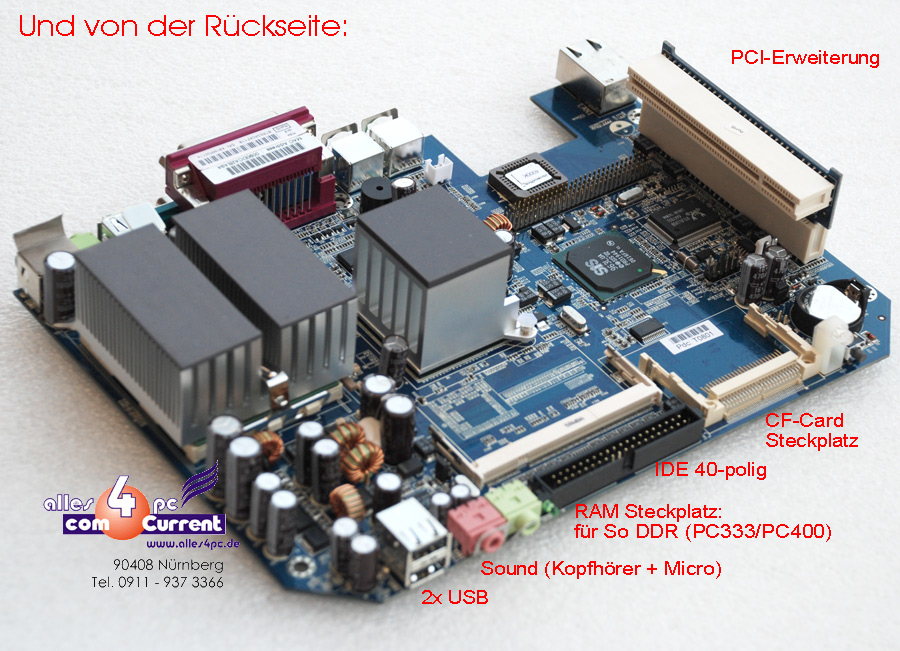 Und von der Rückseite:
PCI-Erweiterung
CF-Card
Steckplatz
IDE 40-polig
RAM Steckplatz:
für So DDR (PC333/PC400)
Sound (Kopfhörer + Micro)
2x USB
alles 4 pc
com Current
www.alles4pc.de
90408 Nürnberg
Tel. 0911 - 937 3366